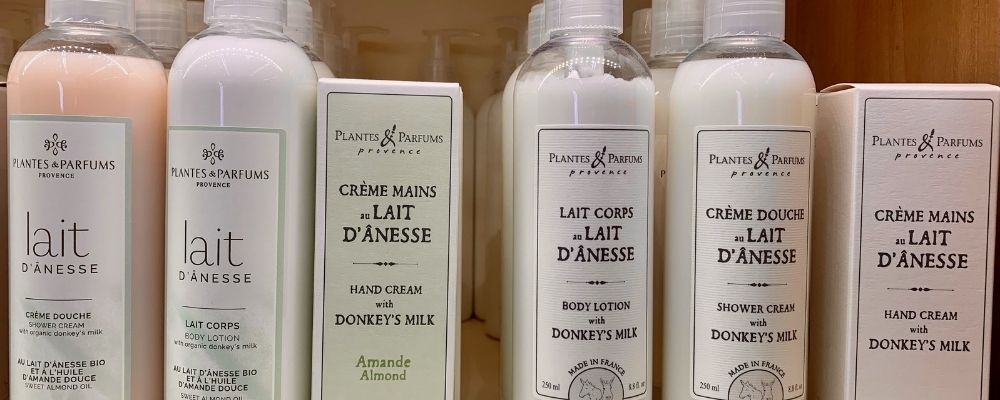 PLANTES & PARFUMS
PROVENCE
lait
D'ÂNESSE
CRÈME DOUCHE
SHOWER CREAM
with organic donkey's milk
AU LAIT D'ÂNESSE BIO
ET À L'HUILE
D'AMANDE DOUCE
SWEET ALMOND OIL
PLANTES & PARFUMS
PROVENCE
lait
D'ÂNESSE
LAIT CORPS
BODY LOTION
with organic donkey's milk
AU LAIT D'ÂNESSE BIO
ET À L'HUILE
D'AMANDE DOUCE
SWEET ALMOND OIL
PLANTES & PARFUMS
provence
CRÈME MAINS
au LAIT
D'ÂNESSE
HAND CREAM
with
DONKEY'S MILK
Amande
Almond
PLANTES & PARFUMS
provence
LAIT CORPS
au LAIT
D'ÂNESSE
BODY LOTION
with
DONKEY'S MILK
MADE IN FRANCE
250 ml 8.8 fl. oz
PLANTES & PARFUMS
provence
CRÈME DOUCHE
au LAIT
D'ÂNESSE
SHOWER CREAM
with
DONKEY'S MILK
MADE IN FRANCE
250 ml 8.8 fl. oz
PLANTES & PARFUMS
provence
CRÈME MAINS
au LAIT
D'ÂNESSE
HAND CREAM
with
DONKEY'S MILK